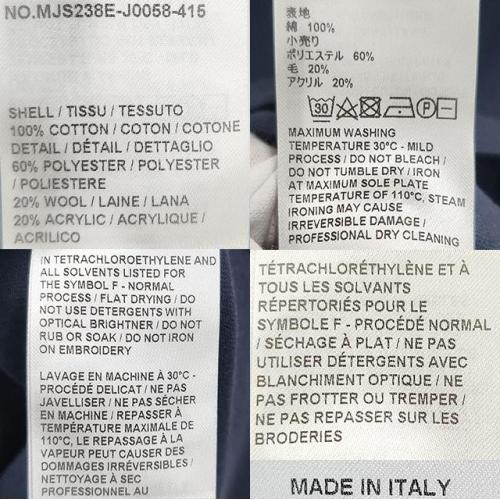 NO.MJS238E-J0058-415
SHELL / TISSU / TESSUTO
100% COTTON / COTON / COTONE
DETAIL / DÉTAIL / DETTAGLIO
60% POLYESTER / POLYESTER
/ POLIESTERE
20% WOOL / LAINE / LANA
20% ACRYLIC / ACRYLIQUE /
ACRILICO
表地
綿 100%
小売り
ポリエステル 60%
毛 20%
アクリル 20%
30 P
MAXIMUM WASHING
TEMPERATURE 30°C - MILD
PROCESS / DO NOT BLEACH /
DO NOT TUMBLE DRY / IRON
AT MAXIMUM SOLE PLATE
TEMPERATURE OF 110°C, STEAM
IRONING MAY CAUSE
IRREVERSIBLE DAMAGE /
PROFESSIONAL DRY CLEANING
IN TETRACHLOROETHYLENE AND
ALL SOLVENTS LISTED FOR
THE SYMBOL F - NORMAL
PROCESS / FLAT DRYING / DO
NOT USE DETERGENTS WITH
OPTICAL BRIGHTNER / DO NOT
RUB OR SOAK / DO NOT IRON
ON EMBROIDERY
LAVAGE EN MACHINE À 30°C -
PROCÉDÉ DELICAT / NE PAS
JAVELLISER / NE PAS SÉCHER
EN MACHINE / REPASSER À
TEMPÉRATURE MAXIMALE DE
110°C, LE REPASSAGE À LA
VAPEUR PEUT CAUSER DES
DOMMAGES IRRÉVERSIBLES /
NETTOYAGE À SEC
PROFESSIONNEL AU
TÉTRACHLORÉTHYLÈNE ET À
TOUS LES SOLVANTS
RÉPERTORIÉS POUR LE
SYMBOLE F - PROCÉDÉ NORMAL
/ SÉCHAGE À PLAT / NE PAS
UTILISER DÉTERGENTS AVEC
BLANCHIMENT OPTIQUE / NE
PAS FROTTER OU TREMPER /
NE PAS REPASSER SUR LES
BRODERIES
MADE IN ITALY